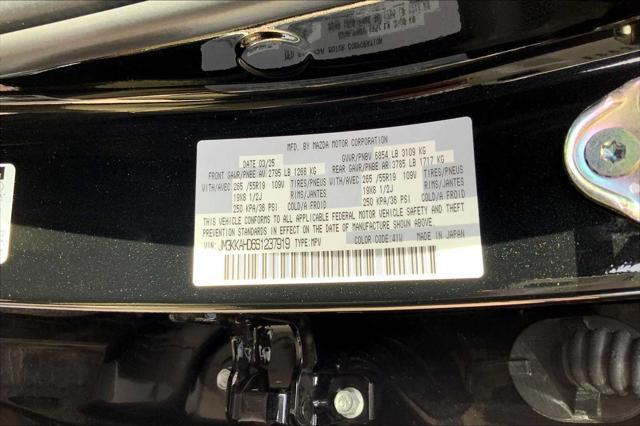 MFD. BY MAZDA MOTOR CORPORATION
DATE 03/25 GVWR/PNBV 6854 LB 3109 KG
FRONT GAWR/PNBE AV 2795 LB 1268 KG REAR GAWR/PNBE AR 3785 LB 1717 KG
WITH/AVEC 265 /55R19 109W TIRES/PNEUS WITH/AVEC 265 /55R19 109W TIRES/PNEUS
19X8 1/2J RIMS/JANTES 19X8 1/2J RIMS/JANTES
250 KPA/36 PSI COLD/A FROID 250 KPA/36 PSI COLD/A FROID
THIS VEHICLE CONFORMS TO ALL APPLICABLE FEDERAL MOTOR VEHICLE SAFETY AND THEFT
PREVENTION STANDARDS IN EFFECT ON THE DATE OF MANUFACTURE SHOWN ABOVE.
VIN: JM3KKAHD6S1237919 TYPE:MPV COLOR CODE:41W MADE IN JAPAN